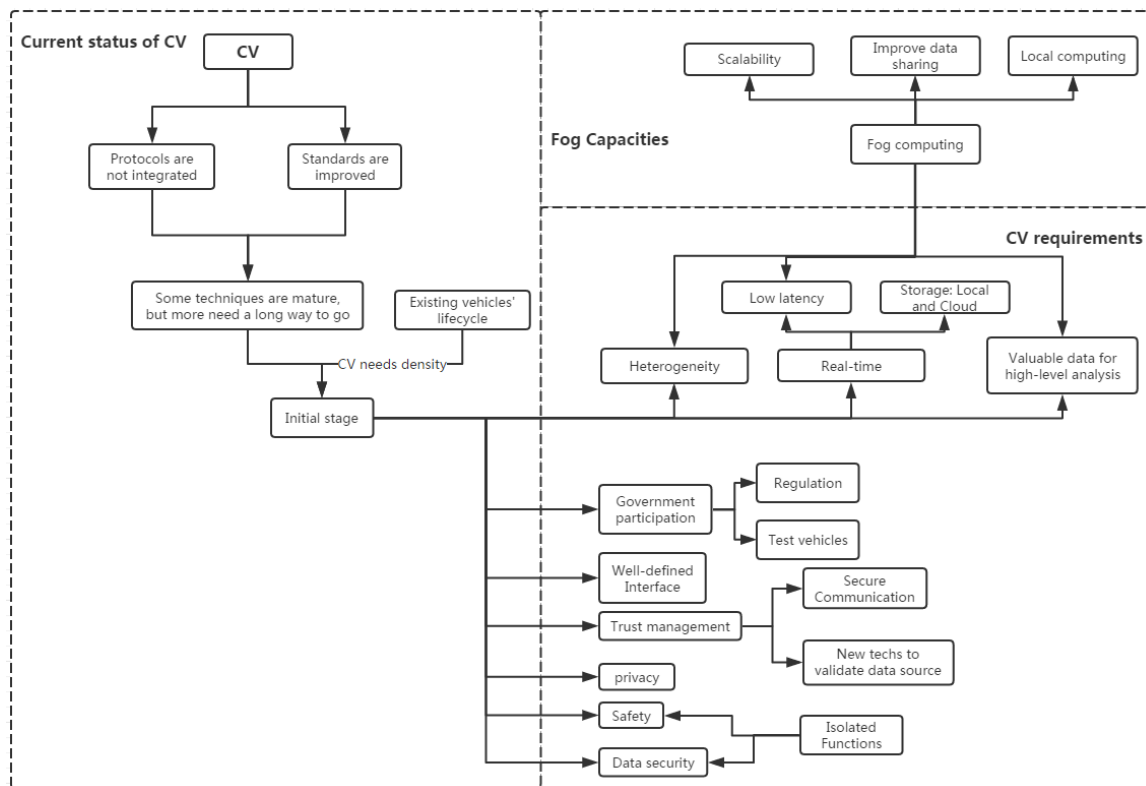 Current status of CV
CV
Protocols are
not integrated
Standards are
improved
Some techniques are mature,
but more need a long way to go
Existing vehicles'
lifecycle
CV needs density
Initial stage
Scalability
Improve data
sharing
Local computing
Fog Capacities
Fog computing
CV requirements
Low latency
Storage: Local
and Cloud
Heterogeneity
Real-time
Valuable data for
high-level analysis
Government
participation
Regulation
Test vehicles
Well-defined
Interface
Secure
Communication
Trust management
New techs to
validate data source
privacy
Safety
Isolated
Functions
Data security